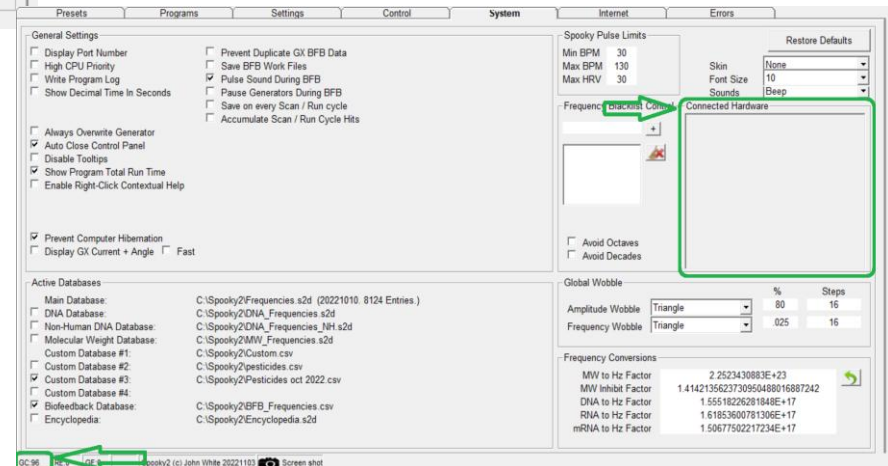 Presets Programs Settings Control System Internet Errors
General Settings
Display Port Number
High CPU Priority
Write Program Log
Show Decimal Time In Seconds
Always Overwrite Generator
Auto Close Control Panel
Disable Tooltips
Show Program Total Run Time
Enable Right-Click Contextual Help
Prevent Computer Hibernation
Display GX Current + Angle Fast
Prevent Duplicate GX BFB Data
Save BFB Work Files
Pulse Sound During BFB
Pause Generators During BFB
Save on every Scan / Run cycle
Accumulate Scan / Run Cycle Hits
Spooky Pulse Limits
Min BPM 30
Max BPM 130
Max HRV 30
Restore Defaults
Skin None
Font Size 10
Sounds Beep
Frequency Blacklist Control
+
Avoid Octaves
Avoid Decades
Connected Hardware
Active Databases
Main Database: C:\Spooky2\Frequencies.s2d (20221010. 8124 Entries.)
DNA Database: C:\Spooky2\DNA_Frequencies.s2d
Non-Human DNA Database: C:\Spooky2\DNA_Frequencies_NH.s2d
Molecular Weight Database: C:\Spooky2\MW_Frequencies.s2d
Custom Database #1: C:\Spooky2\Custom.csv
Custom Database #2: C:\Spooky2\pesticides.csv
Custom Database #3: C:\Spooky2\Pesticides oct 2022.csv
Custom Database #4:
Biofeedback Database: C:\Spooky2\BFB_Frequencies.csv
Encyclopedia: C:\Spooky2\Encyclopedia.s2d
Global Wobble
% Steps
Amplitude Wobble Triangle 80 16
Frequency Wobble Triangle .025 16
Frequency Conversions
MW to Hz Factor 2.2523430883E+23
MW Inhibit Factor 1.4142135623730950488016887242
DNA to Hz Factor 1.55518226281848E+17
RNA to Hz Factor 1.61853600781306E+17
mRNA to Hz Factor 1.50677502217234E+17
GC:96 Spooky2 (c) John White 20221103 Screen shot